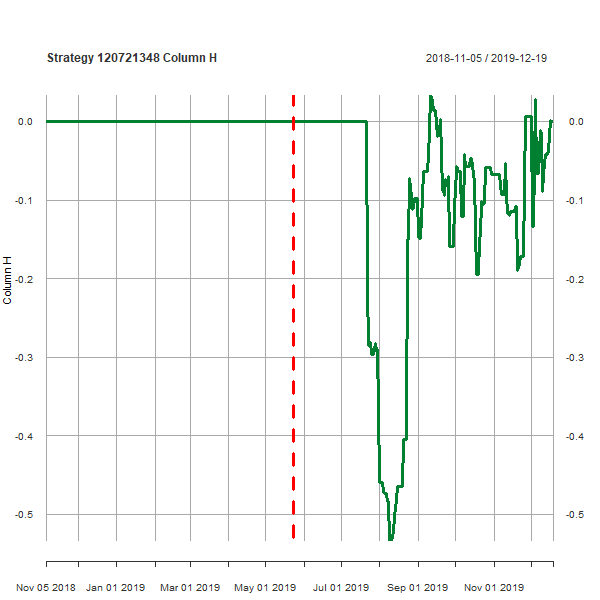 Strategy 120721348 Column H
2018-11-05 / 2019-12-19
0.0 0.0
-0.1 -0.1
-0.2 -0.2
Column H
-0.3 -0.3
-0.4 -0.4
-0.5 -0.5
Nov 05 2018 Jan 01 2019 Mar 01 2019 May 01 2019 Jul 01 2019 Sep 01 2019 Nov 01 2019